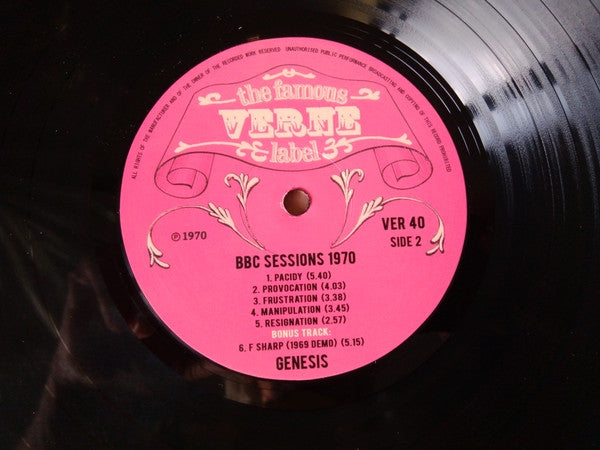 ALL RIGHTS OF THE MANUFACTURER AND OF THE OWNER OF THE RECORDED WORK RESERVED UNAUTHORISED PUBLIC PERFORMANCE BROADCASTING AND COPYING OF THIS RECORD PROHIBITED
the famous
VERNE
label
VER 40
SIDE 2
℗ 1970
BBC SESSIONS 1970
1. PACIDY (5.40)
2. PROVOCATION (4.03)
3. FRUSTRATION (3.38)
4. MANIPULATION (3.45)
5. RESIGNATION (2.57)
BONUS TRACK:
6. F SHARP (1969 DEMO) (5.15)
GENESIS